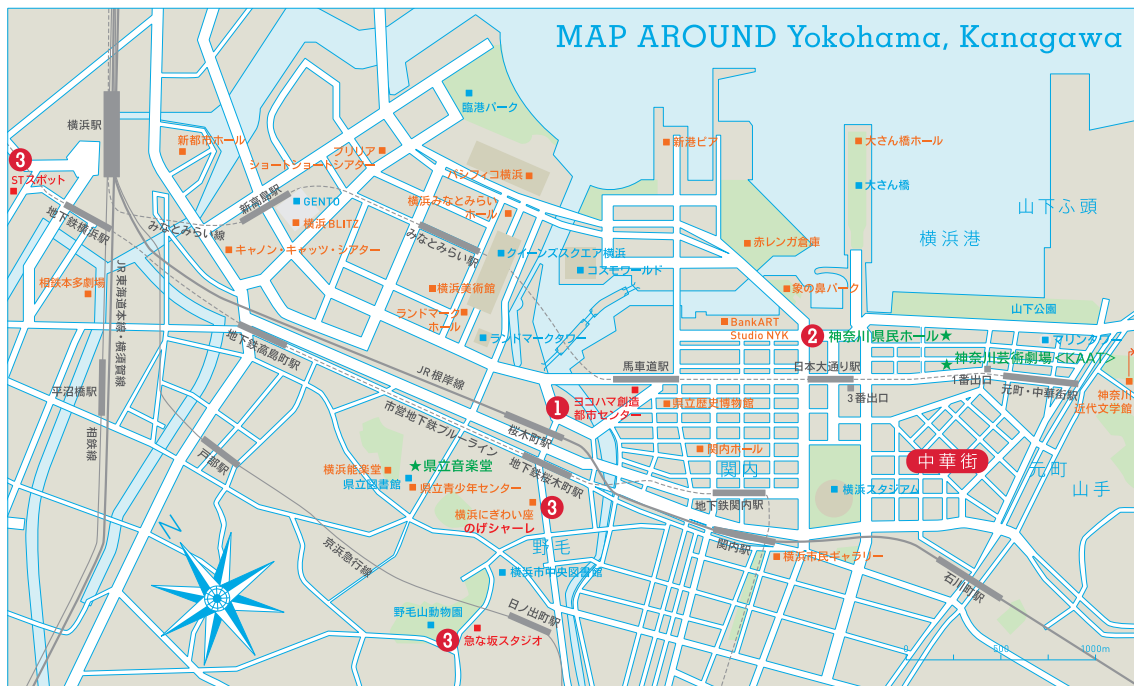 MAP AROUND Yokohama, Kanagawa
臨港パーク
横浜駅
新都市ホール
ブリリア
ショートショートシアター
新港ピア
大さん橋ホール
3
STスポット
パシフィコ横浜
大さん橋
新高島駅
GENTO
横浜みなとみらい
ホール
山下ふ頭
地下鉄横浜駅
みなとみらい線
横浜BLITZ
みなとみらい駅
横浜港
キャノン・キャッツ・シアター
クイーンズスクエア横浜
赤レンガ倉庫
コスモワールド
相鉄本多劇場
JR東海道本線・横須賀線
横浜美術館
象の鼻パーク
ランドマーク
ホール
山下公園
BankART
Studio NYK
2
神奈川県民ホール★
地下鉄高島町駅
ランドマークタワー
マリンタワー
★神奈川芸術劇場<KAAT>
馬車道駅
日本大通り駅
1番出口
元町・中華街駅
平沼橋駅
JR根岸線
3番出口
神奈川
近代文学館
1
ヨコハマ創造
都市センター
県立歴史博物館
市営地下鉄ブルーライン
桜木町駅
相鉄線
戸部駅
関内ホール
中華街
元町
横浜能楽堂
★県立音楽堂
地下鉄桜木町駅
関内
県立図書館
県立青少年センター
横浜スタジアム
山手
地下鉄関内駅
横浜にぎわい座
のげシャーレ
3
N
京浜急行線
野毛
関内駅
横浜市民ギャラリー
横浜市中央図書館
石川町駅
野毛山動物園
日ノ出町駅
3
急な坂スタジオ
0
500
1000m